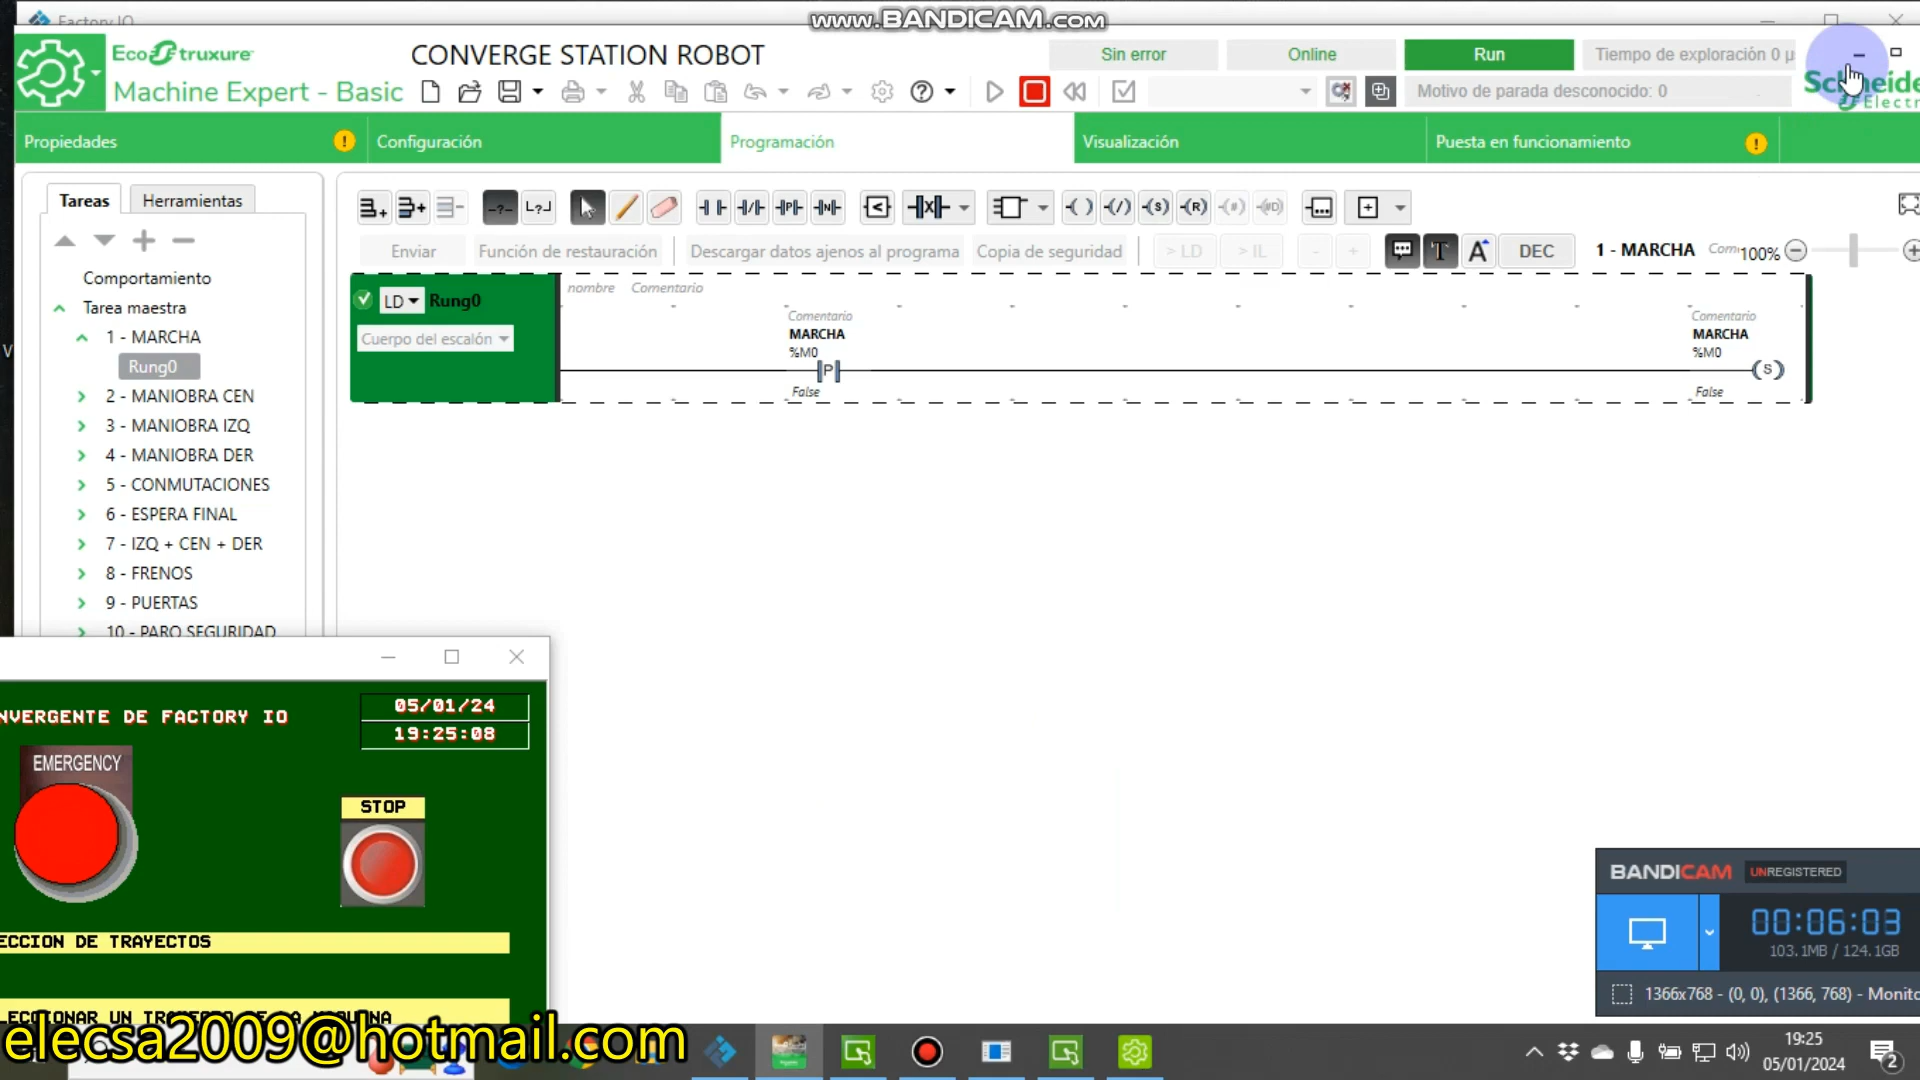 Factory IO
www.BANDICAM.com
EcoStruxure
Machine Expert - Basic
CONVERGE STATION ROBOT
Sin error
Online
Run
Tiempo de exploración 0 µ
Motivo de parada desconocido: 0
Schneide
Electr
Propiedades
Configuración
Programación
Visualización
Puesta en funcionamiento
Tareas
Herramientas
Enviar
Función de restauración
Descargar datos ajenos al programa
Copia de seguridad
> LD
> IL
DEC
1 - MARCHA
Com
100%
Comportamiento
Tarea maestra
1 - MARCHA
Rung0
2 - MANIOBRA CEN
3 - MANIOBRA IZQ
4 - MANIOBRA DER
5 - CONMUTACIONES
6 - ESPERA FINAL
7 - IZQ + CEN + DER
8 - FRENOS
9 - PUERTAS
10 - PARO SEGURIDAD
LD
Rung0
Cuerpo del escalón
nombre
Comentario
Comentario
MARCHA
%M0
P
False
Comentario
MARCHA
%M0
S
False
NVERGENTE DE FACTORY IO
05/01/24
19:25:08
EMERGENCY
STOP
ECCION DE TRAYECTOS
elecsa2009@hotmail.com
BANDICAM
UNREGISTERED
00:06:03
103.1MB / 124.1GB
1366x768 - (0, 0), (1366, 768) - Monito
19:25
05/01/2024
2